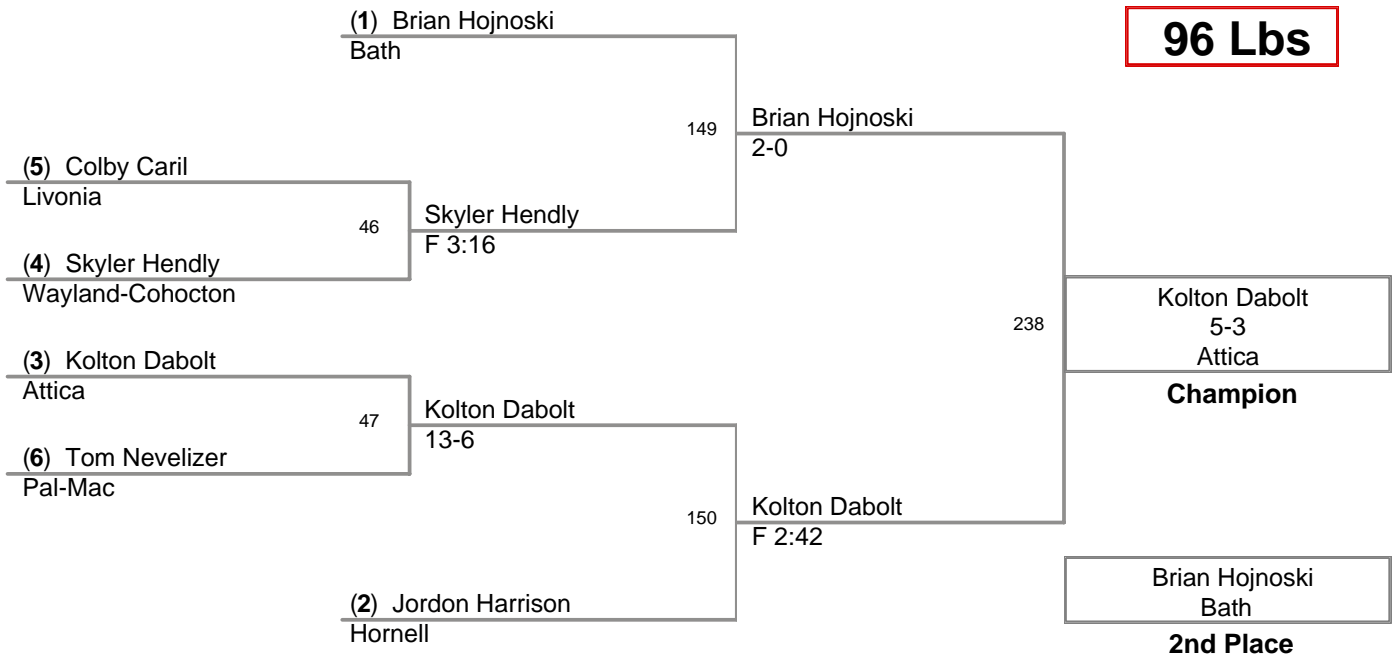 (1) Brian Hojnoski
Bath
96 Lbs
149
Brian Hojnoski
2-0
(5) Colby Caril
Livonia
46
Skyler Hendly
F 3:16
(4) Skyler Hendly
Wayland-Cohocton
238
Kolton Dabolt
5-3
Attica
Champion
(3) Kolton Dabolt
Attica
47
Kolton Dabolt
13-6
(6) Tom Nevelizer
Pal-Mac
150
Kolton Dabolt
F 2:42
(2) Jordon Harrison
Hornell
Brian Hojnoski
Bath
2nd Place